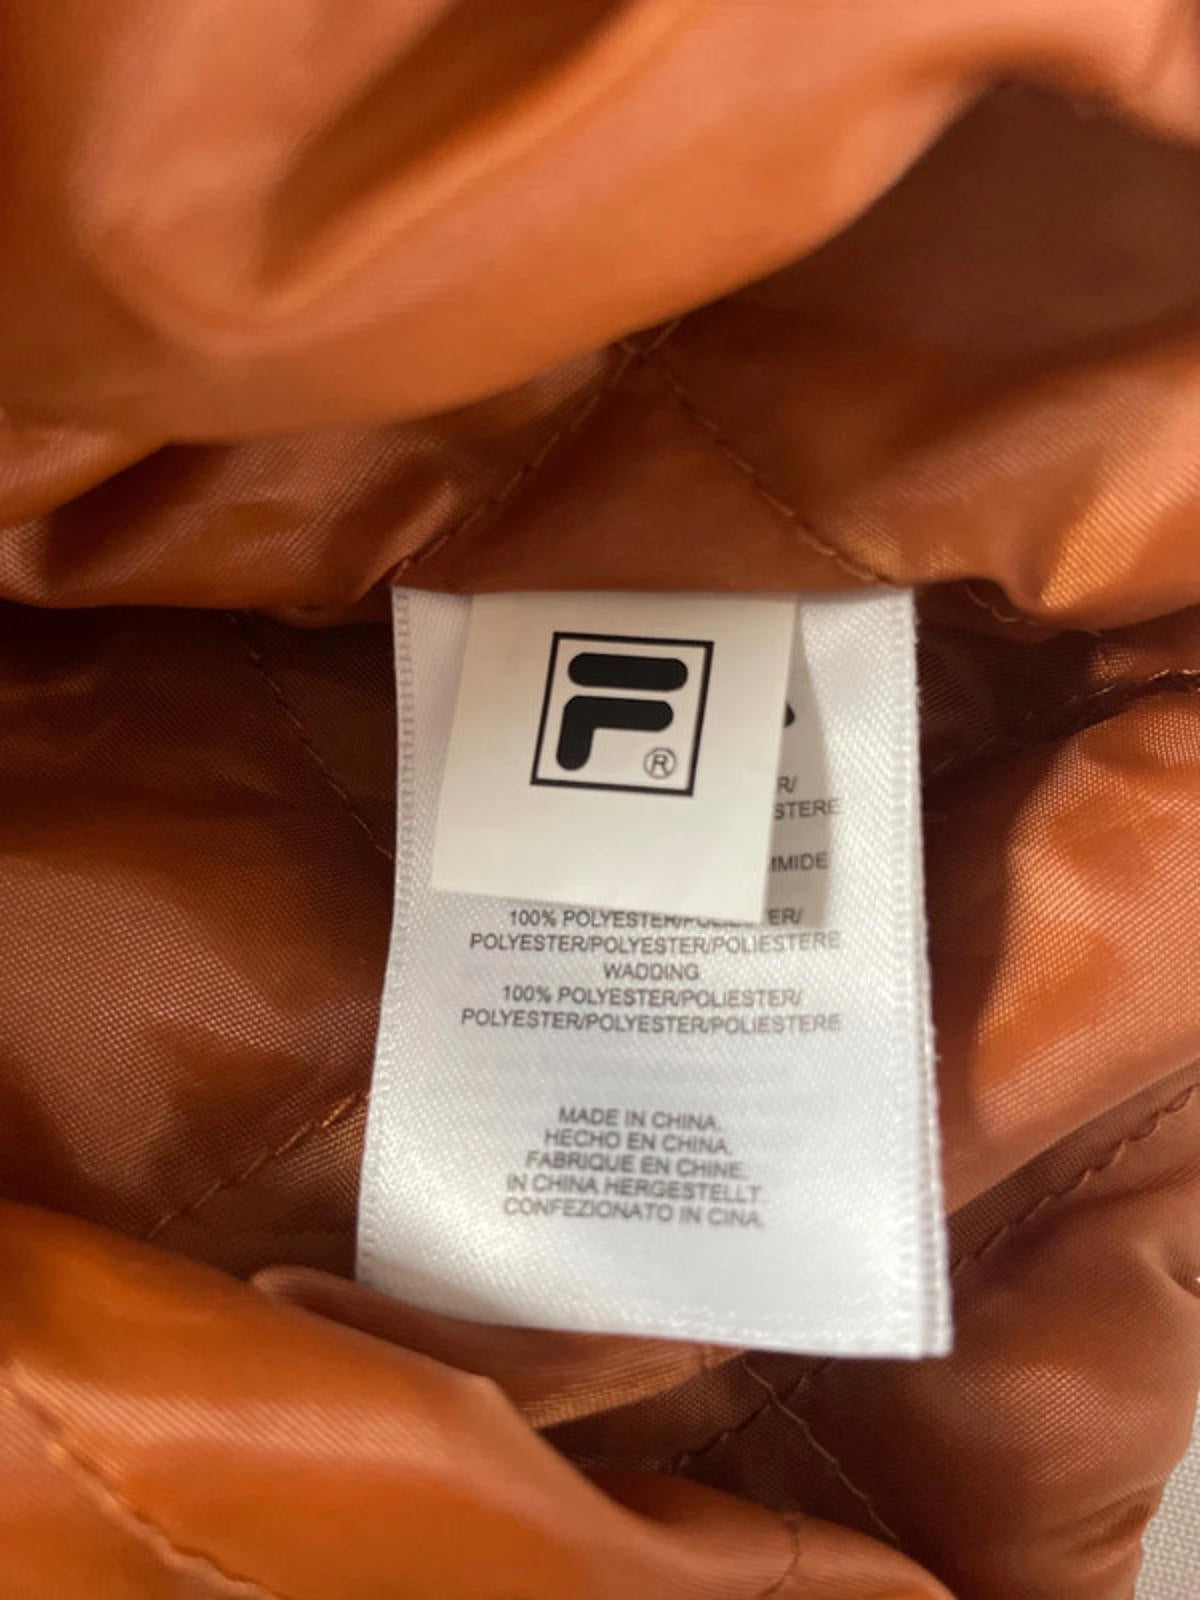 F
®
R/
STERE
MMIDE
100% POLYESTER/POLIESTER/
POLYESTER/POLYESTER/POLIESTERE
WADDING
100% POLYESTER/POLIESTER/
POLYESTER/POLYESTER/POLIESTERE
MADE IN CHINA.
HECHO EN CHINA.
FABRIQUE EN CHINE.
IN CHINA HERGESTELLT.
CONFEZIONATO IN CINA.